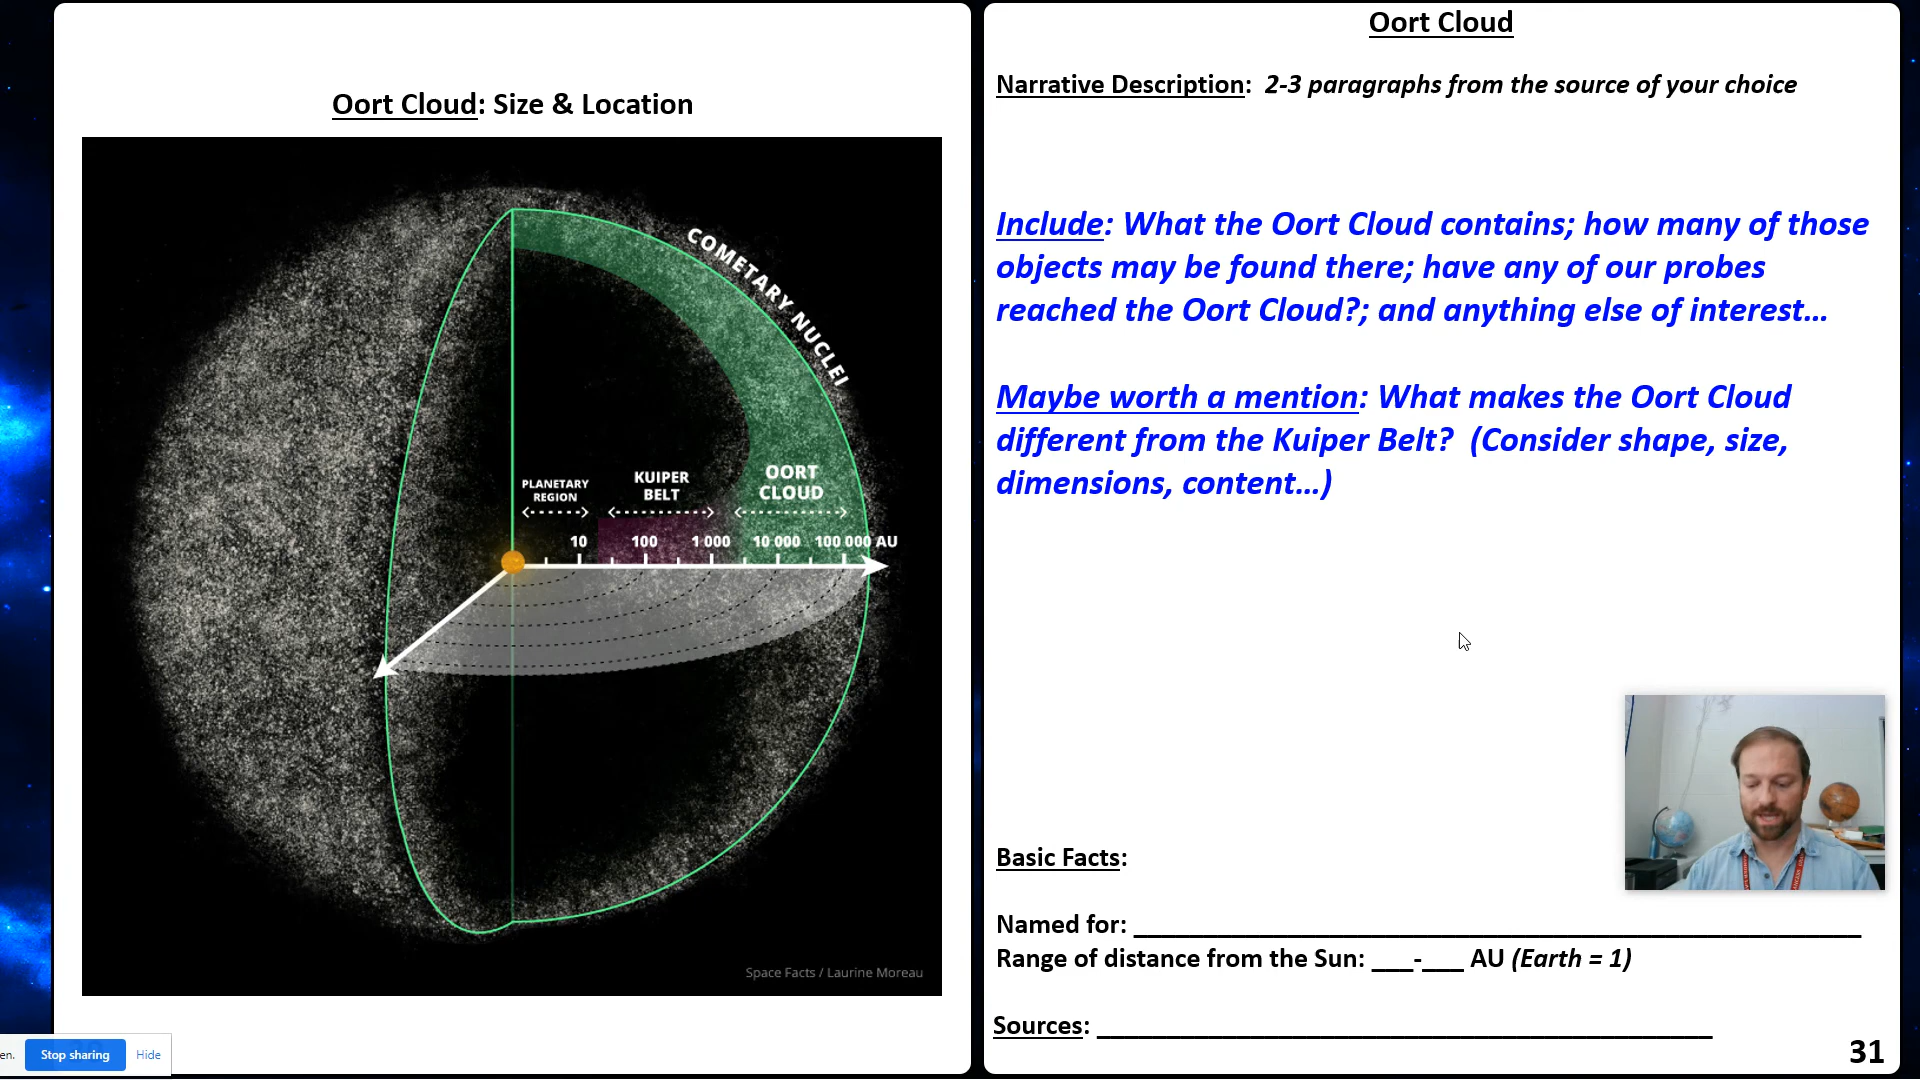 Oort Cloud: Size & Location
COMETARY NUCLEI
PLANETARY
REGION
KUIPER
BELT
OORT
CLOUD
10 100 1 000 10 000 100 000 AU
Space Facts / Laurine Moreau
en. Stop sharing Hide
Oort Cloud
Narrative Description: 2-3 paragraphs from the source of your choice
Include: What the Oort Cloud contains; how many of those
objects may be found there; have any of our probes
reached the Oort Cloud?; and anything else of interest...
Maybe worth a mention: What makes the Oort Cloud
different from the Kuiper Belt? (Consider shape, size,
dimensions, content...)
Basic Facts:
Named for: ____________________
Range of distance from the Sun: ___-___ AU (Earth = 1)
Sources: ____________________
31